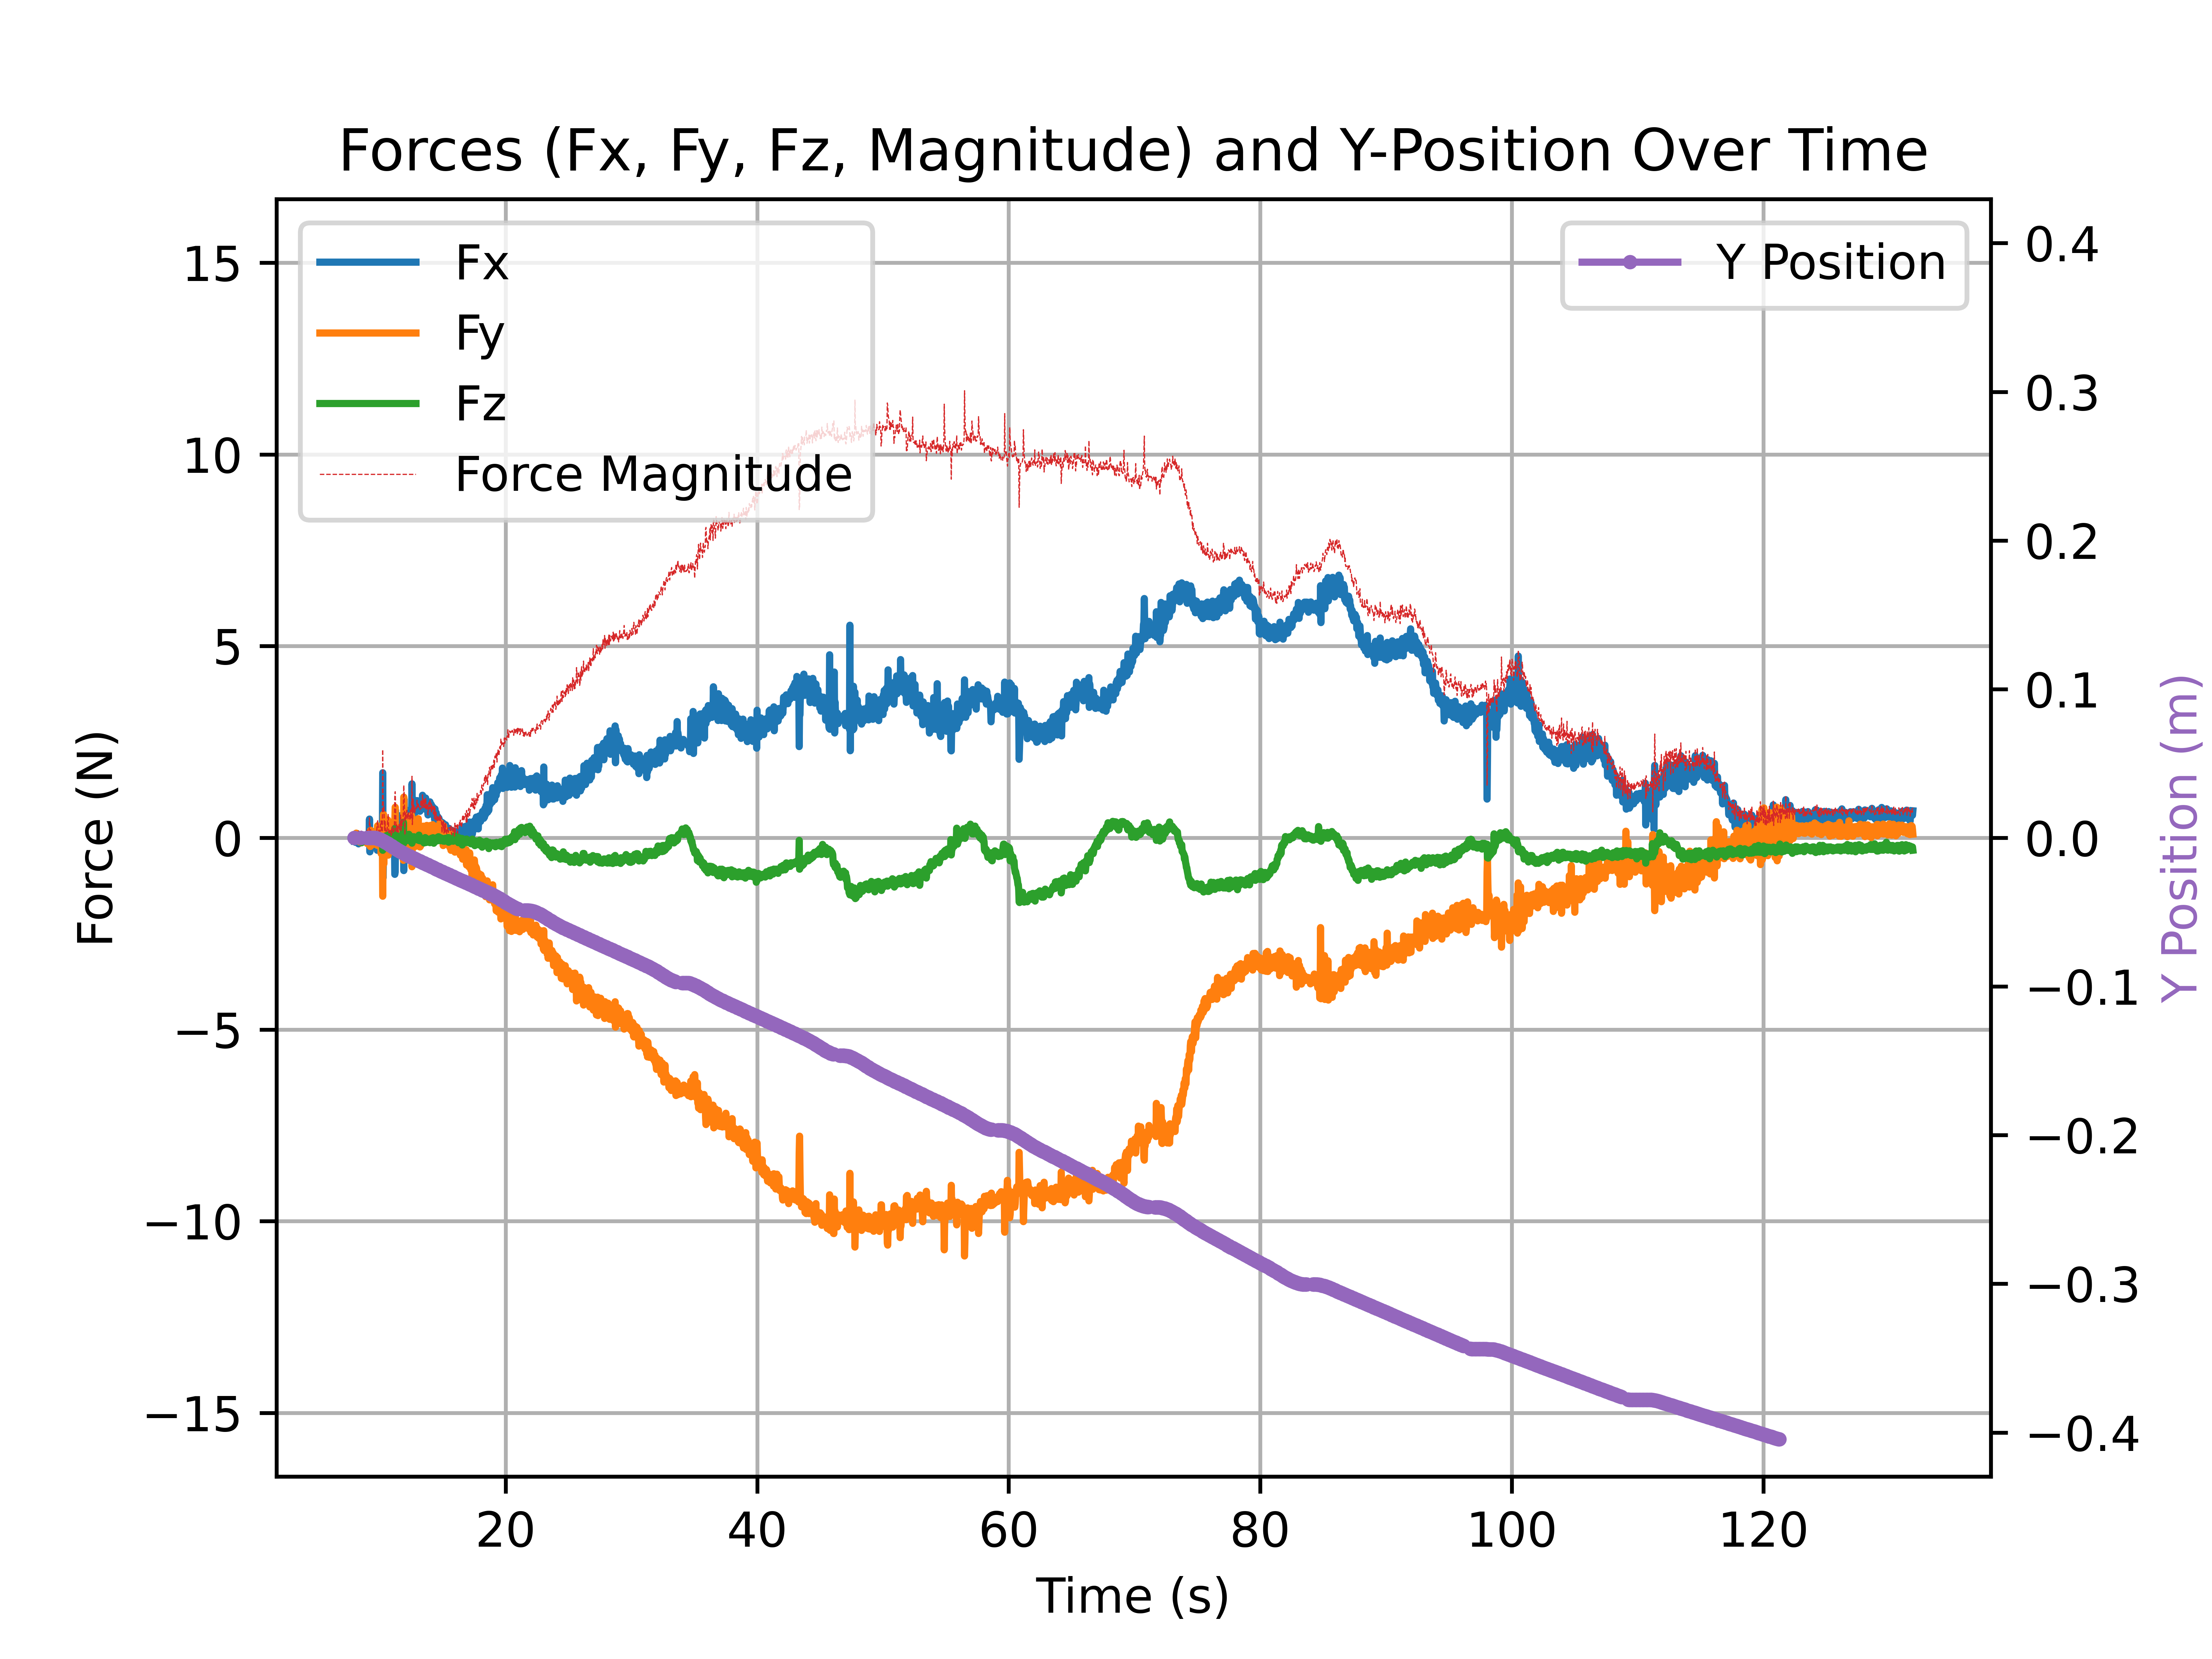 Forces (Fx, Fy, Fz, Magnitude) and Y-Position Over Time
Fx
Fy
Fz
Force Magnitude
Y Position
15
10
5
0
−5
−10
−15
Force (N)
0.4
0.3
0.2
0.1
0.0
−0.1
−0.2
−0.3
−0.4
Y Position (m)
20 40 60 80 100 120
Time (s)